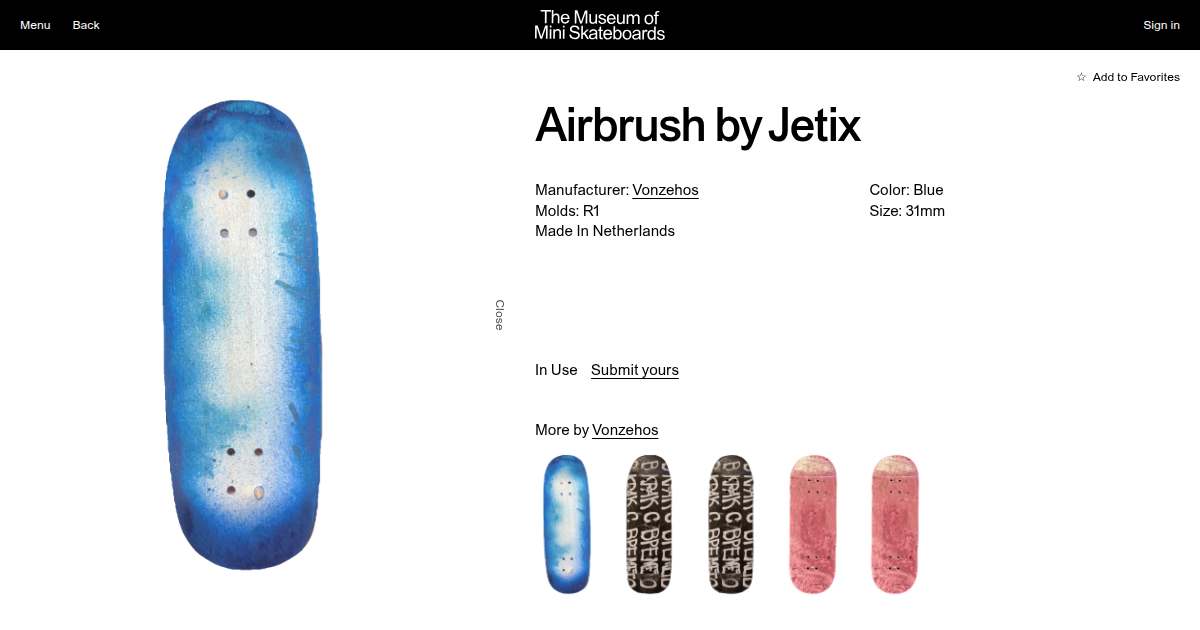 Menu
Back
The Museum of
Mini Skateboards
Sign in
☆ Add to Favorites
Airbrush by Jetix
Manufacturer: Vonzehos
Molds: R1
Made In Netherlands
Color: Blue
Size: 31mm
Close
In Use
Submit yours
More by Vonzehos